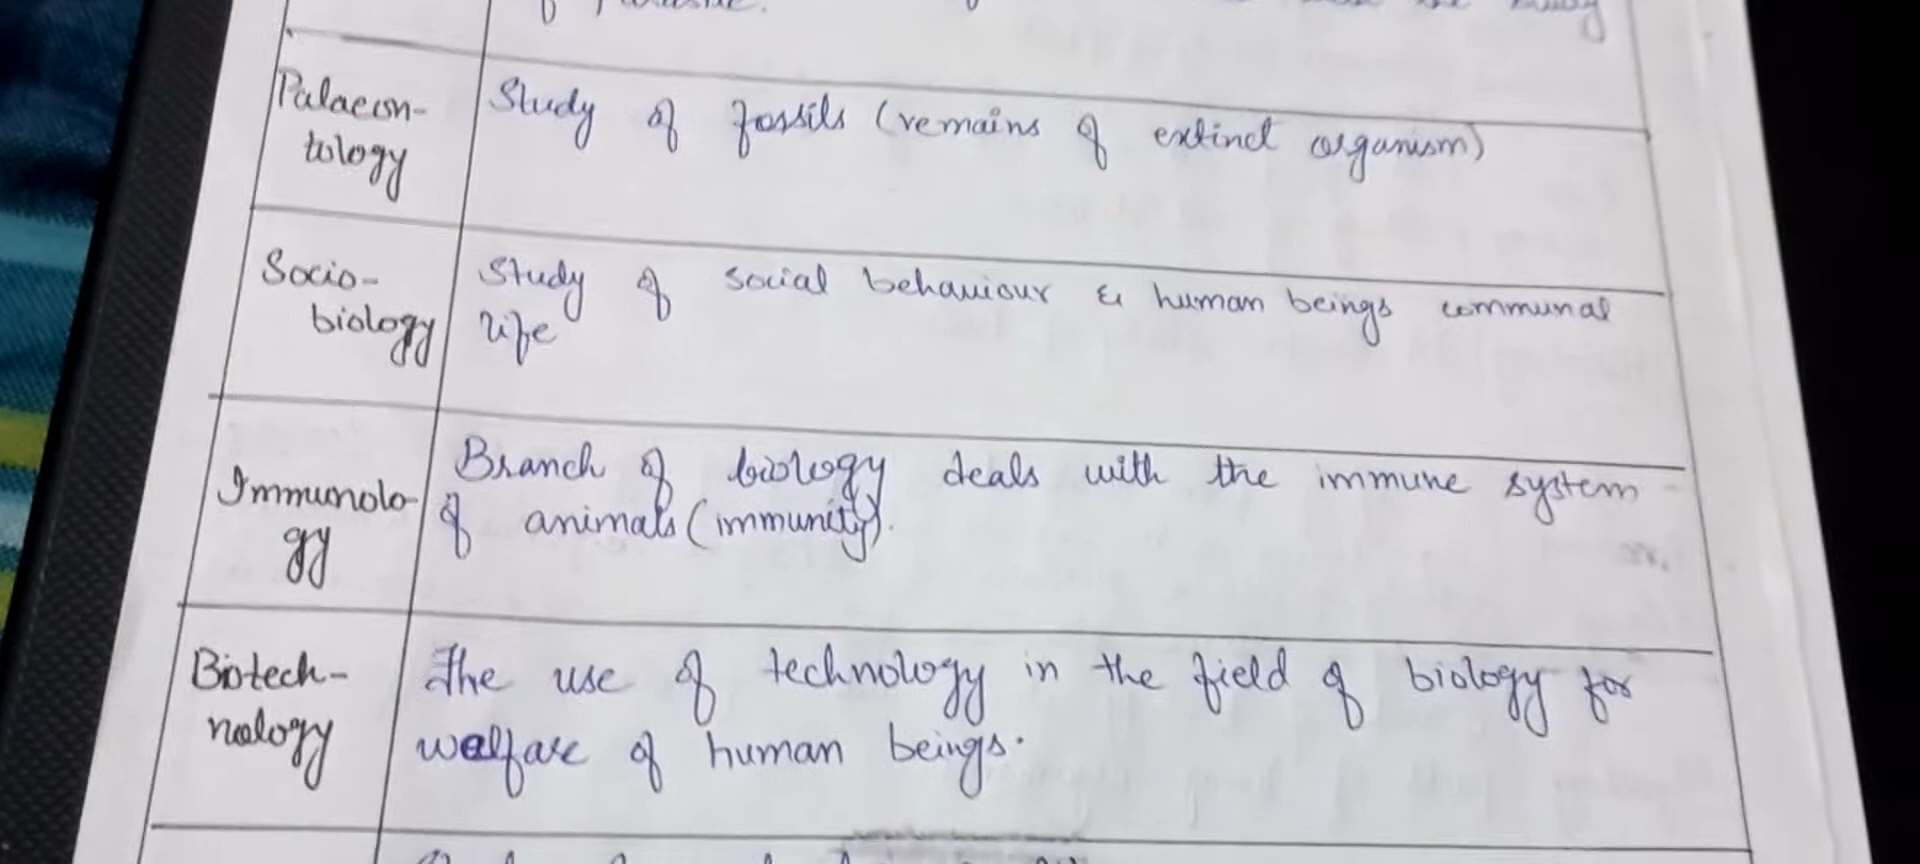 Palaeon-
tology
Study of fossils (remains of extinct organism)
Socio-
biology
Study of social behaviour & human beings communal
life
Immunolo-
gy
Branch of biology deals with the immune system
of animals (immunity).
Biotech-
nology
The use of technology in the field of biology for
welfare of human beings.